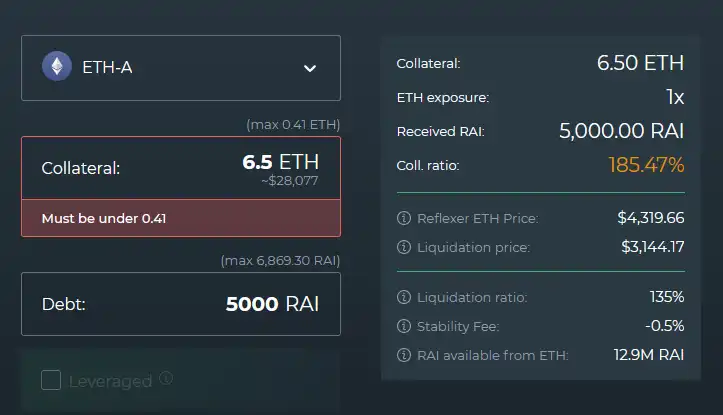 ETH-A
(max 0.41 ETH)
Collateral: 6.5 ETH
~$28,077
Must be under 0.41
(max 6,869.30 RAI)
Debt: 5000 RAI
Leveraged
Collateral: 6.50 ETH
ETH exposure: 1x
Received RAI: 5,000.00 RAI
Coll. ratio: 185.47%
Reflexer ETH Price: $4,319.66
Liquidation price: $3,144.17
Liquidation ratio: 135%
Stability Fee: -0.5%
RAI available from ETH: 12.9M RAI